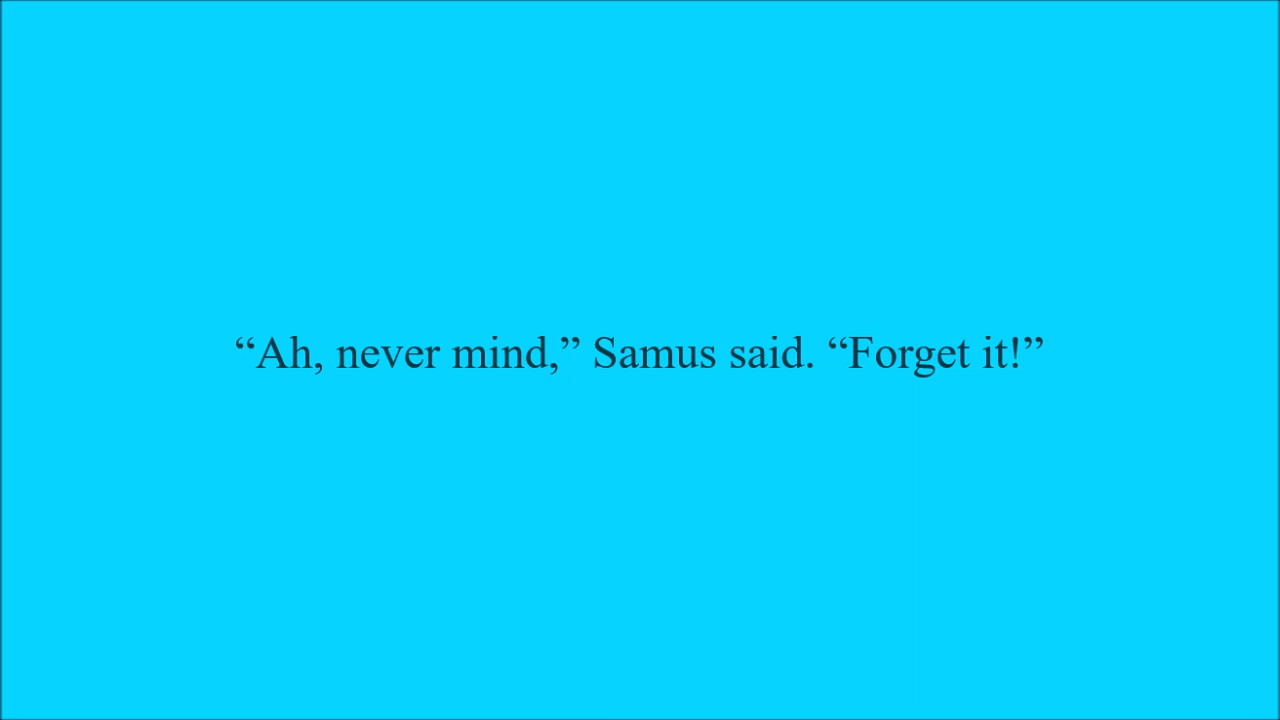 “Ah, never mind,” Samus said. “Forget it!”